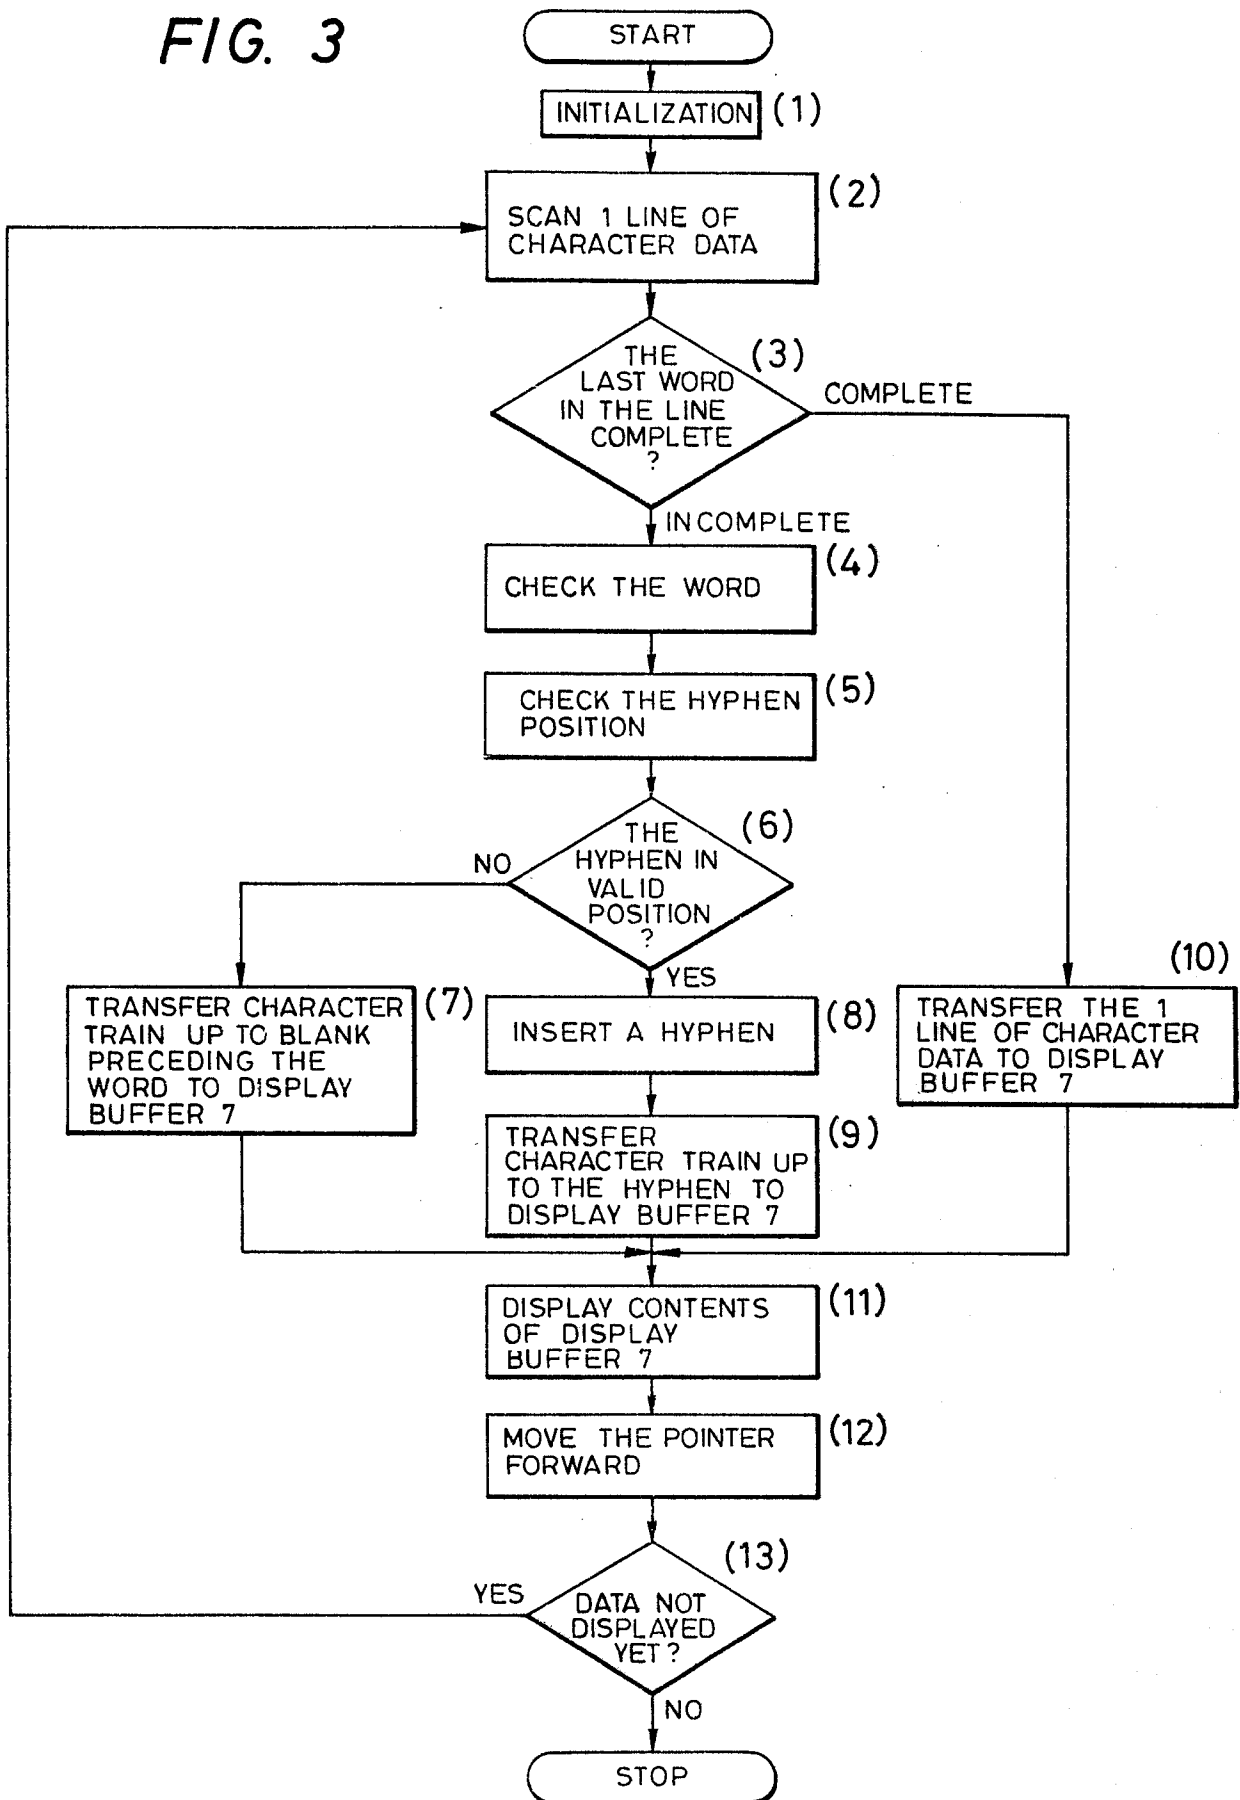 FIG. 3
START
INITIALIZATION
(1)
SCAN 1 LINE OF
CHARACTER DATA
(2)
THE
LAST WORD
IN THE LINE
COMPLETE
?
(3)
COMPLETE
INCOMPLETE
CHECK THE WORD
(4)
CHECK THE HYPHEN
POSITION
(5)
THE
HYPHEN IN
VALID
POSITION
?
(6)
NO
YES
TRANSFER CHARACTER
TRAIN UP TO BLANK
PRECEDING THE
WORD TO DISPLAY
BUFFER 7
(7)
INSERT A HYPHEN
(8)
TRANSFER
CHARACTER TRAIN UP
TO THE HYPHEN TO
DISPLAY BUFFER 7
(9)
(10)
TRANSFER THE 1
LINE OF CHARACTER
DATA TO DISPLAY
BUFFER 7
DISPLAY CONTENTS
OF DISPLAY
BUFFER 7
(11)
MOVE THE POINTER
FORWARD
(12)
(13)
DATA NOT
DISPLAYED
YET?
YES
NO
STOP